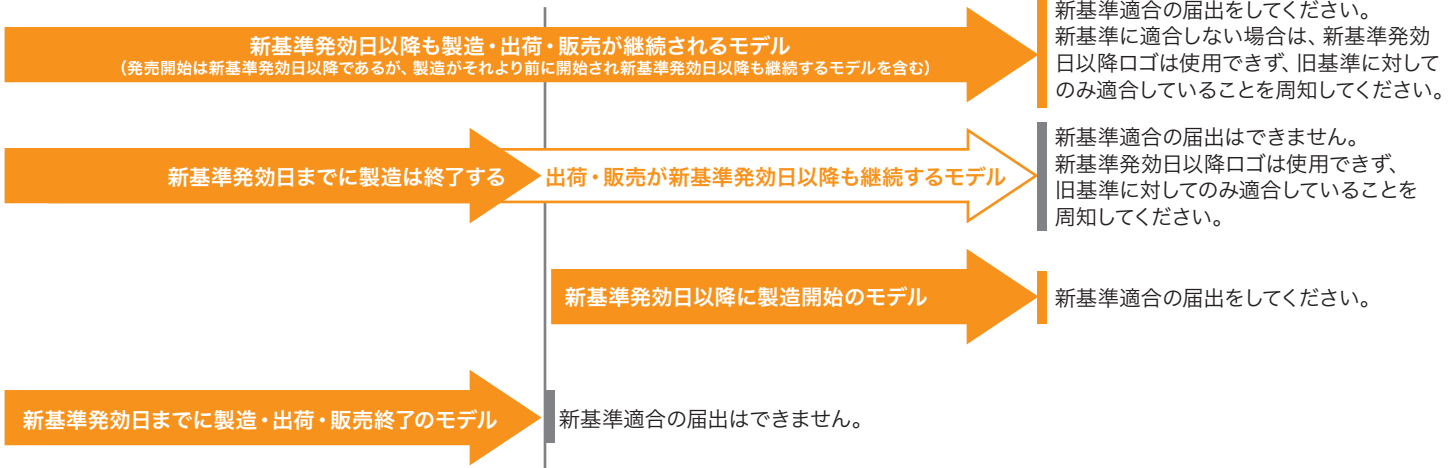 新基準発効日以降も製造・出荷・販売が継続されるモデル
(発売開始は新基準発効日以降であるが、製造がそれより前に開始され新基準発効日以降も継続するモデルを含む)
新基準適合の届出をしてください。
新基準に適合しない場合は、新基準発効
日以降ロゴは使用できず、旧基準に対して
のみ適合していることを周知してください。
新基準発効日までに製造は終了する
出荷・販売が新基準発効日以降も継続するモデル
新基準適合の届出はできません。
新基準発効日以降ロゴは使用できず、
旧基準に対してのみ適合していることを
周知してください。
新基準発効日以降に製造開始のモデル
新基準適合の届出をしてください。
新基準発効日までに製造・出荷・販売終了のモデル
新基準適合の届出はできません。